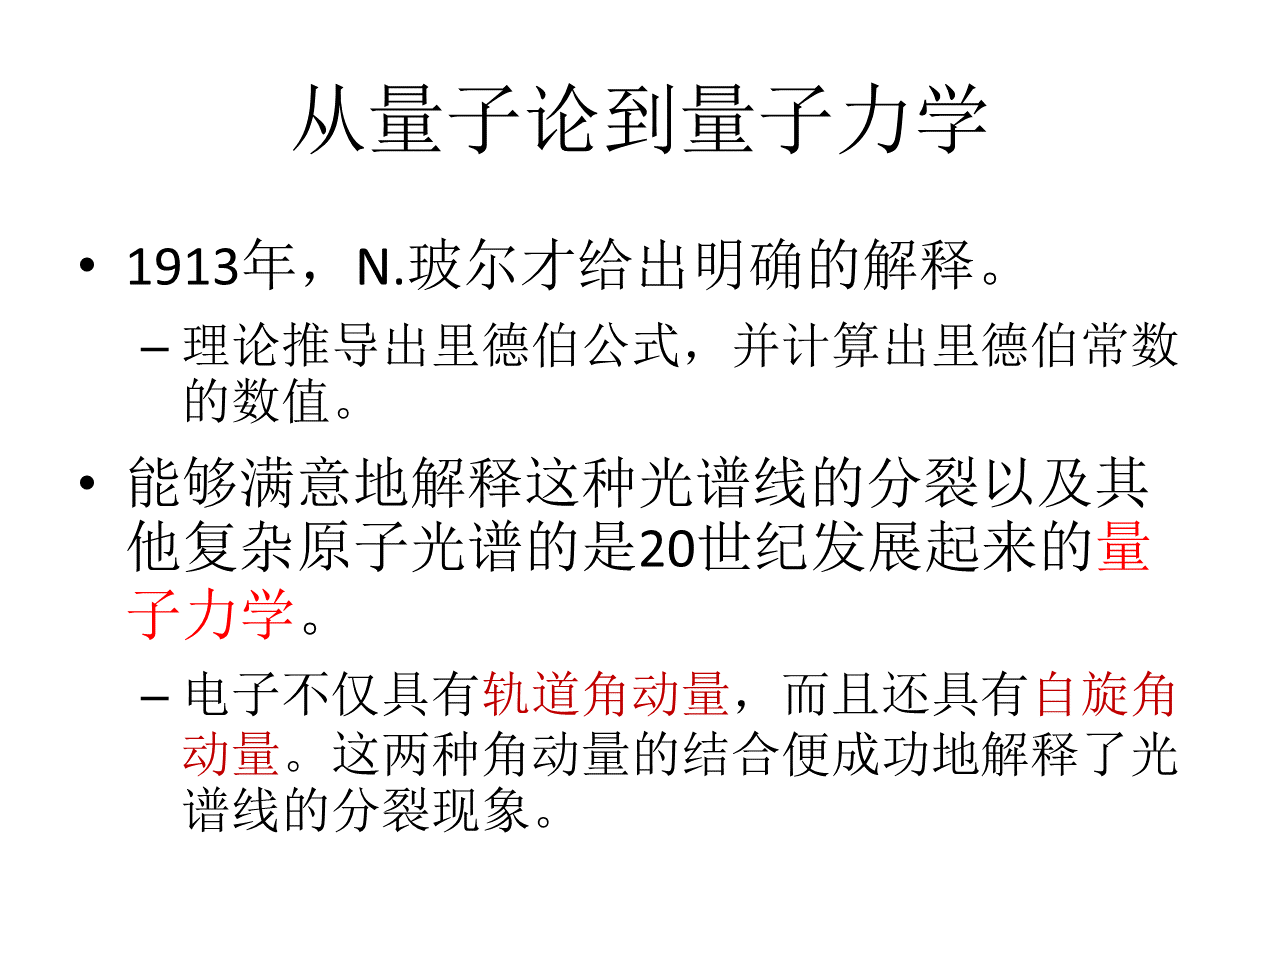 从量子论到量子力学
• 1913年，N.玻尔才给出明确的解释。
– 理论推导出里德伯公式，并计算出里德伯常数
的数值。
• 能够满意地解释这种光谱线的分裂以及其
他复杂原子光谱的是20世纪发展起来的量
子力学。
– 电子不仅具有轨道角动量，而且还具有自旋角
动量。这两种角动量的结合便成功地解释了光
谱线的分裂现象。